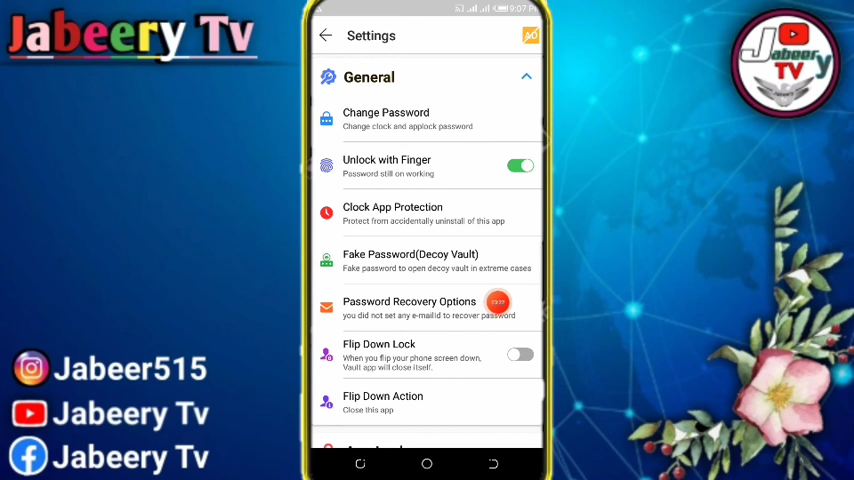 Jabeery Tv
9:07 PM
Settings
AD
Jabeery
TV
General
Change Password
Change clock and applock password
Unlock with Finger
Password still on working
Clock App Protection
Protect from accidentally uninstall of this app
Fake Password(Decoy Vault)
Fake password to open decoy vault in extreme cases
Password Recovery Options
you did not set any e-mailId to recover password
Flip Down Lock
When you flip your phone screen down,
Vault app will close itself.
Flip Down Action
Close this app
Jabeer515
Jabeery Tv
Jabeery Tv